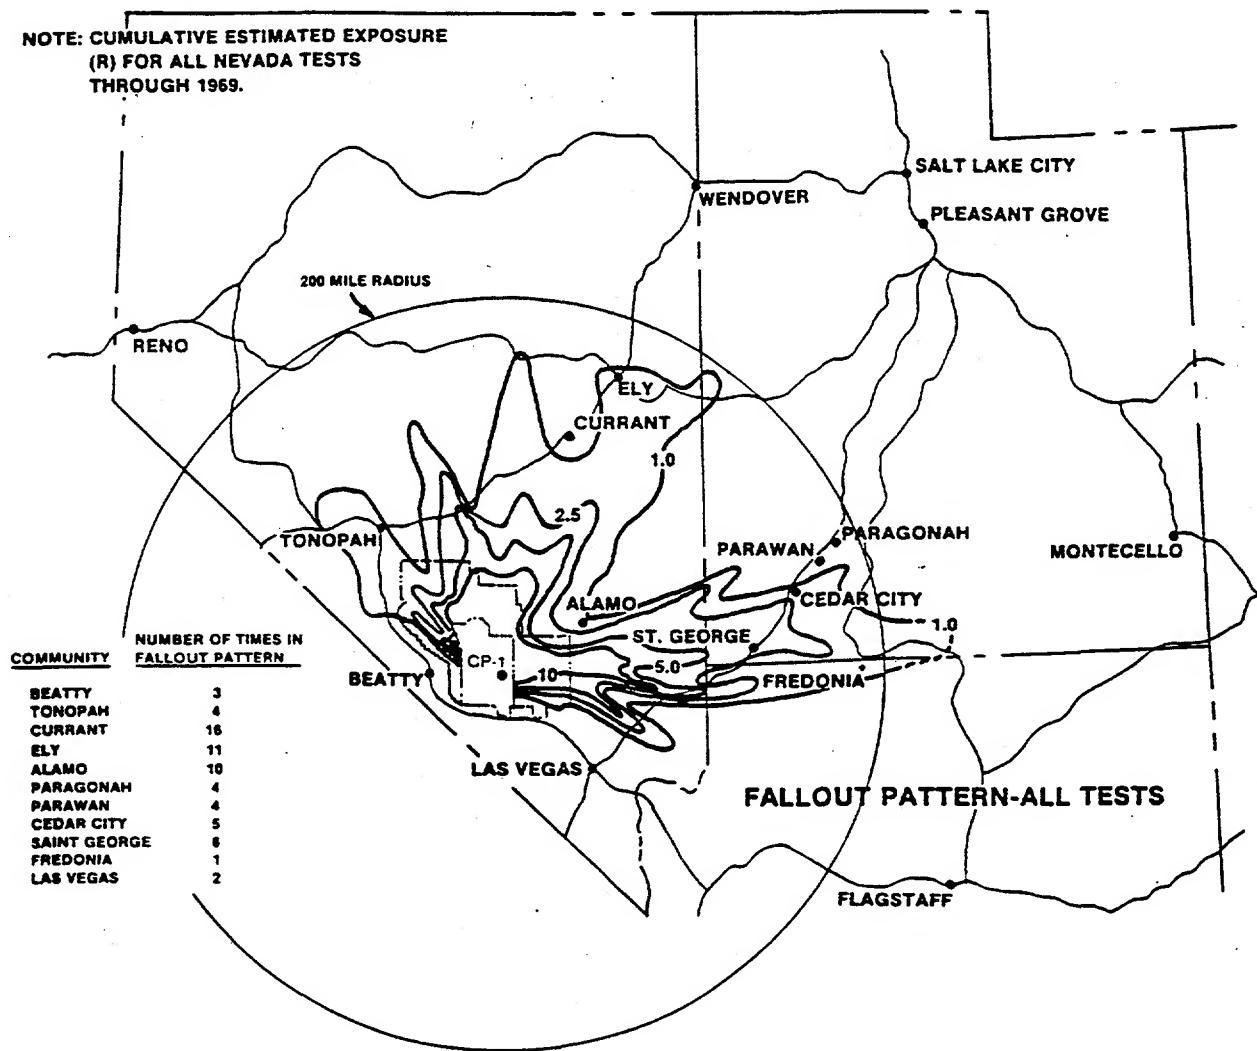 NOTE: CUMULATIVE ESTIMATED EXPOSURE
(R) FOR ALL NEVADA TESTS
THROUGH 1969.
SALT LAKE CITY
WENDOVER
PLEASANT GROVE
200 MILE RADIUS
RENO
ELY
CURRANT
1.0
2.5
TONOPAH
PARAGONAH
PARAWAN
MONTECELLO
ALAMO
CEDAR CITY
1.0
ST. GEORGE
CP-1
10
5.0
BEATTY
FREDONIA
LAS VEGAS
FALLOUT PATTERN-ALL TESTS
FLAGSTAFF
COMMUNITY NUMBER OF TIMES IN FALLOUT PATTERN
BEATTY 3
TONOPAH 4
CURRANT 16
ELY 11
ALAMO 10
PARAGONAH 4
PARAWAN 4
CEDAR CITY 5
SAINT GEORGE 6
FREDONIA 1
LAS VEGAS 2